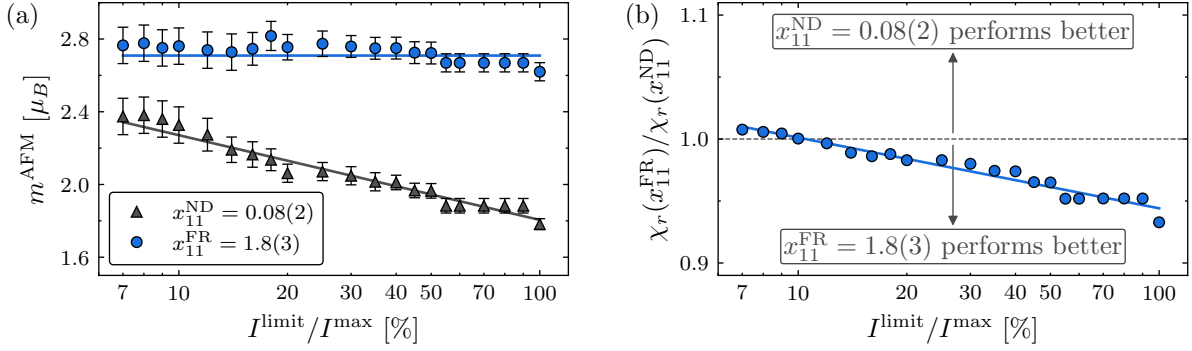 (a)
2.8
2.4
2.0
1.6
m^AFM [μ_B]
x_11^ND = 0.08(2)
x_11^FR = 1.8(3)
7 10 20 30 40 50 70 100
I^limit/I^max [%]
(b)
1.1
1.0
0.9
χ_r(x_11^FR)/χ_r(x_11^ND)
x_11^ND = 0.08(2) performs better
x_11^FR = 1.8(3) performs better
7 10 20 30 40 50 70 100
I^limit/I^max [%]